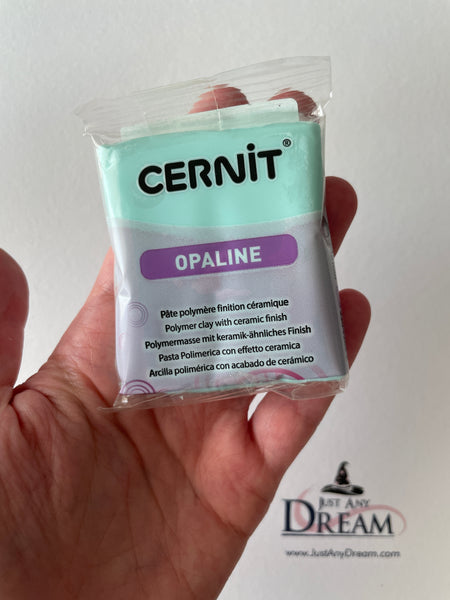 CERNiT®
OPALINE
Pâte polymère finition céramique
Polymer clay with ceramic finish
Polymermasse mit keramik-ähnliches Finish
Pasta Polimerica con effetto ceramica
Arcilla polimérica con acabado de cerámico
JUST ANY
DREAM
www.JustAnyDream.com